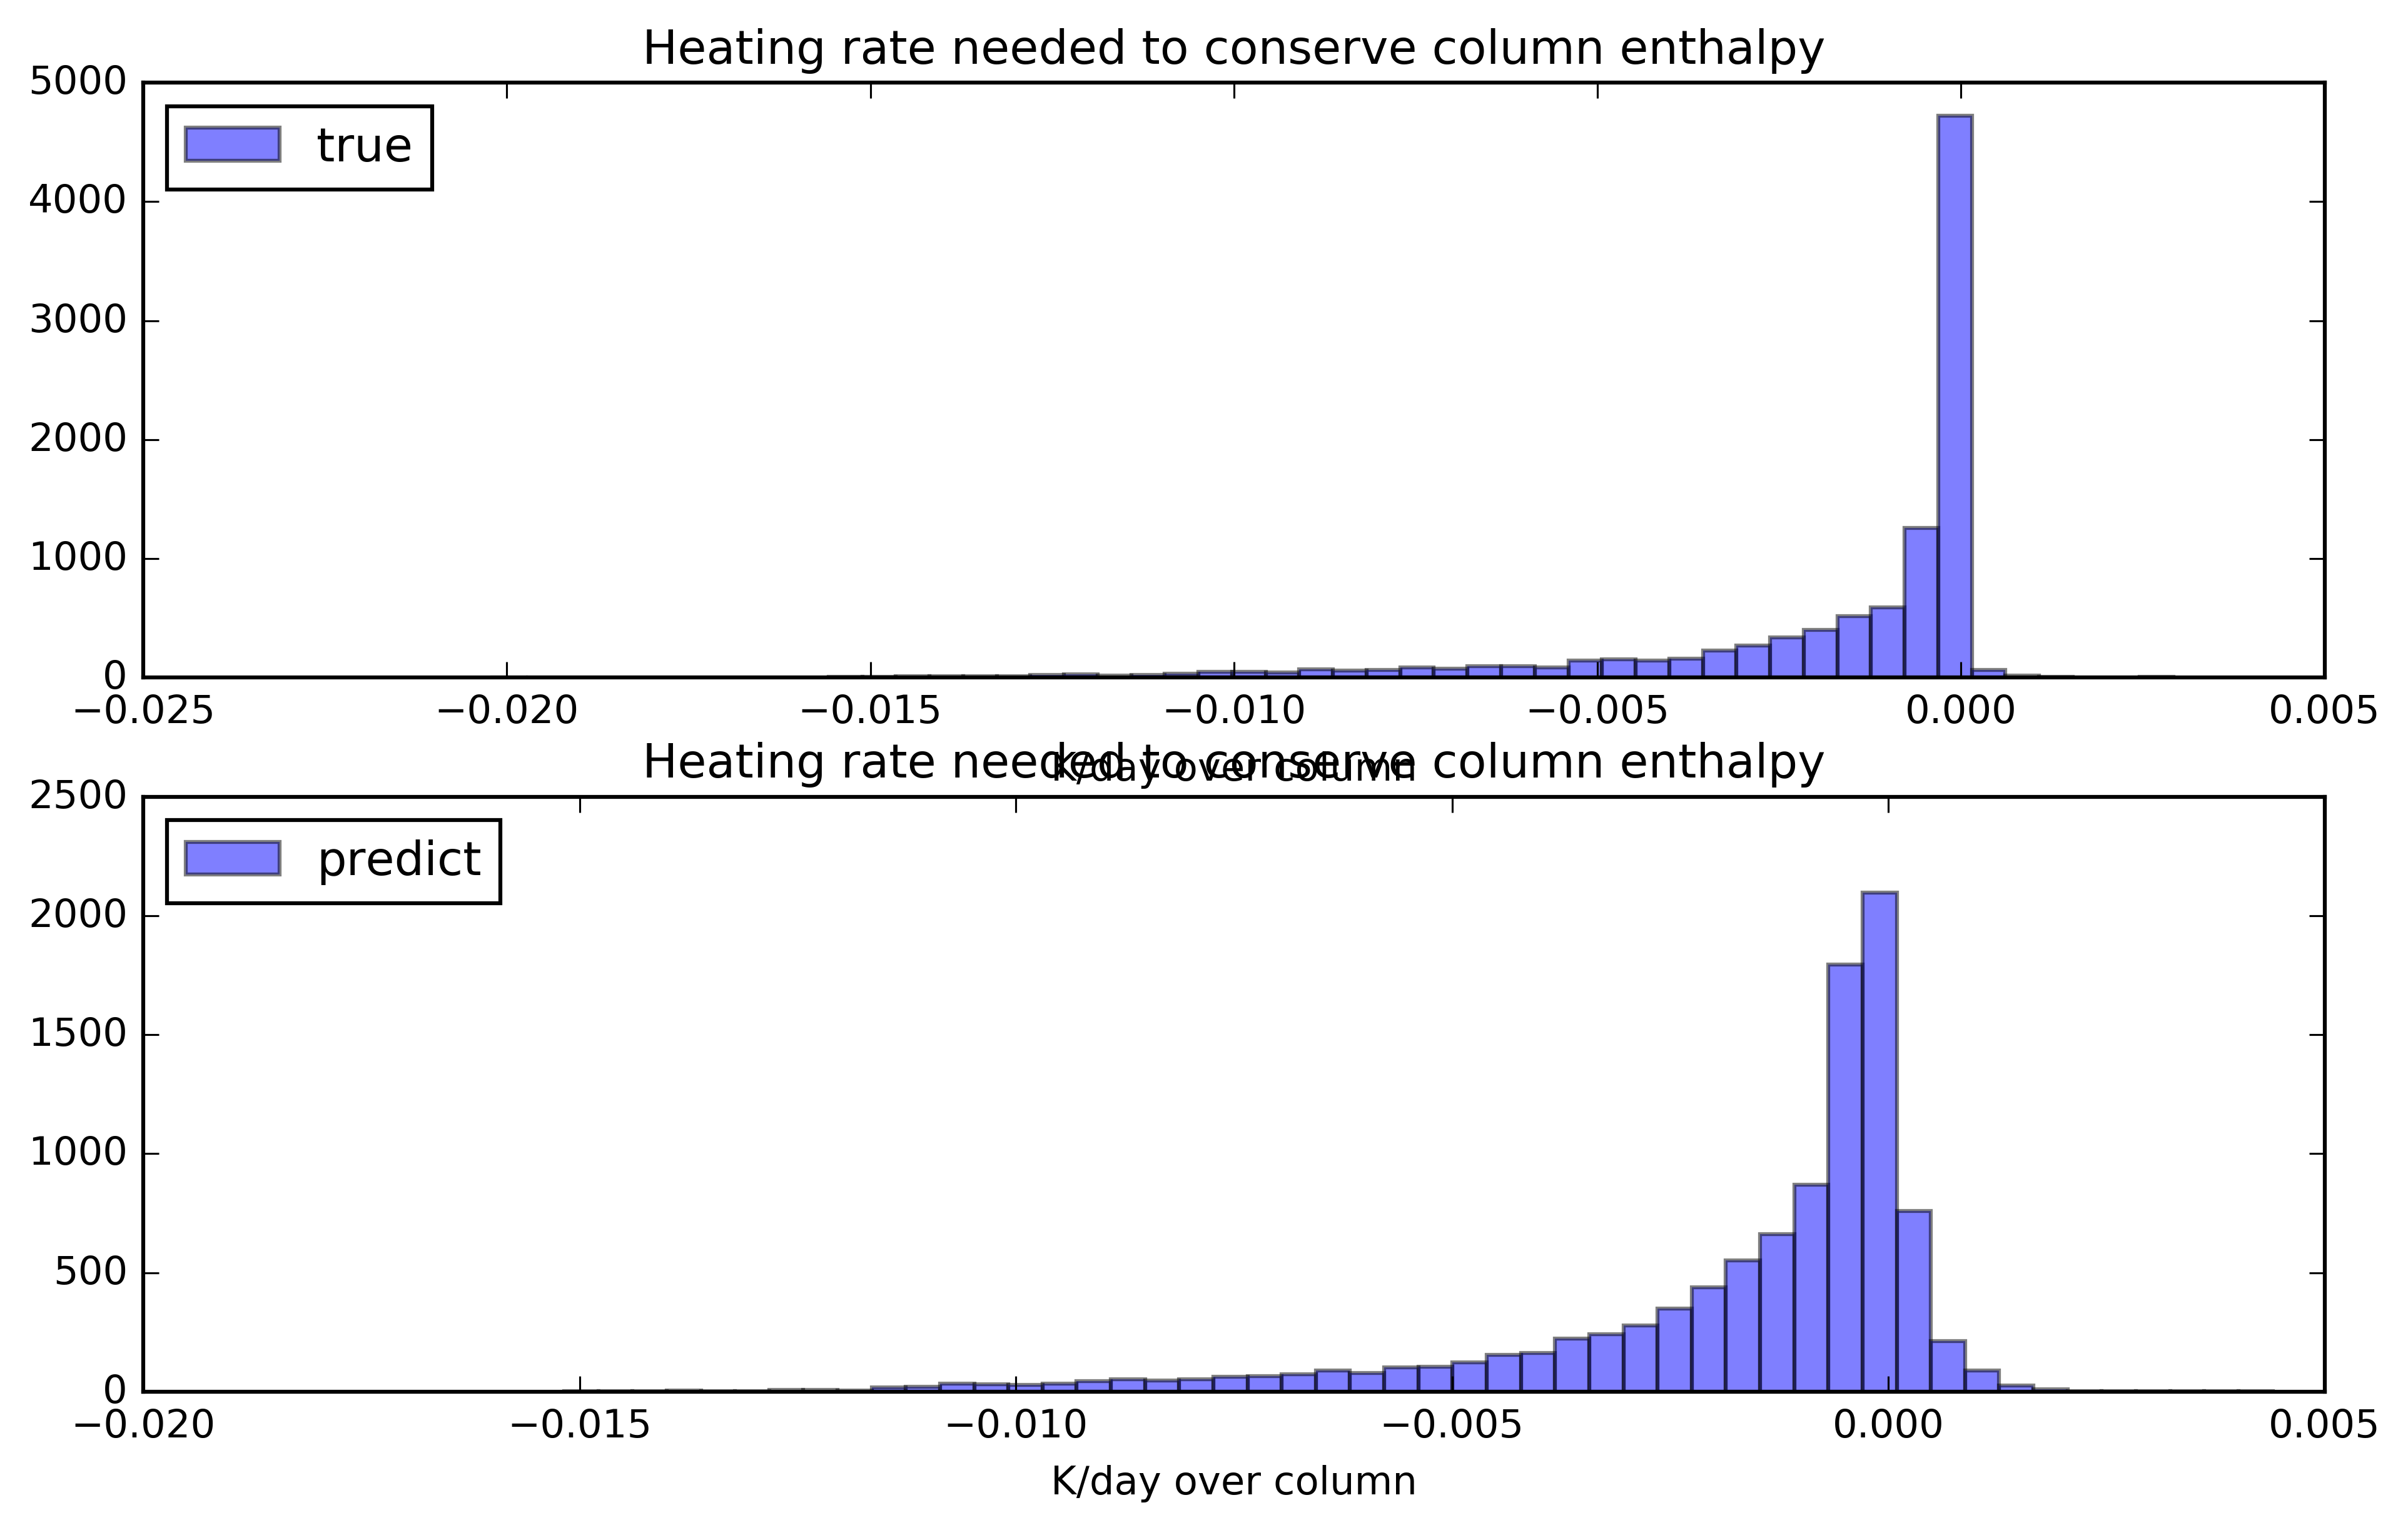 Heating rate needed to conserve column enthalpy
5000
4000
3000
2000
1000
0
true
−0.025 −0.020 −0.015 −0.010 −0.005 0.000 0.005
K/day over column
Heating rate needed to conserve column enthalpy
2500
2000
1500
1000
500
0
predict
−0.020 −0.015 −0.010 −0.005 0.000 0.005
K/day over column